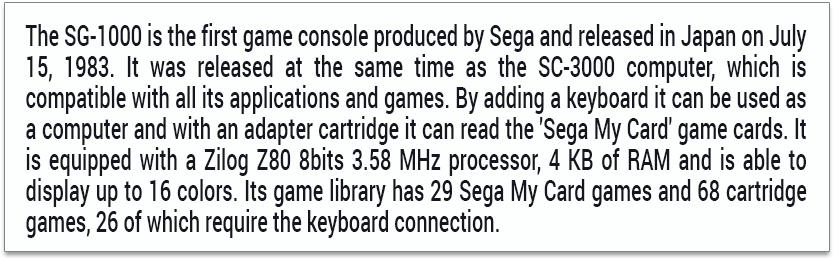 The SG-1000 is the first game console produced by Sega and released in Japan on July
15, 1983. It was released at the same time as the SC-3000 computer, which is
compatible with all its applications and games. By adding a keyboard it can be used as
a computer and with an adapter cartridge it can read the 'Sega My Card' game cards. It
is equipped with a Zilog Z80 8bits 3.58 MHz processor, 4 KB of RAM and is able to
display up to 16 colors. Its game library has 29 Sega My Card games and 68 cartridge
games, 26 of which require the keyboard connection.